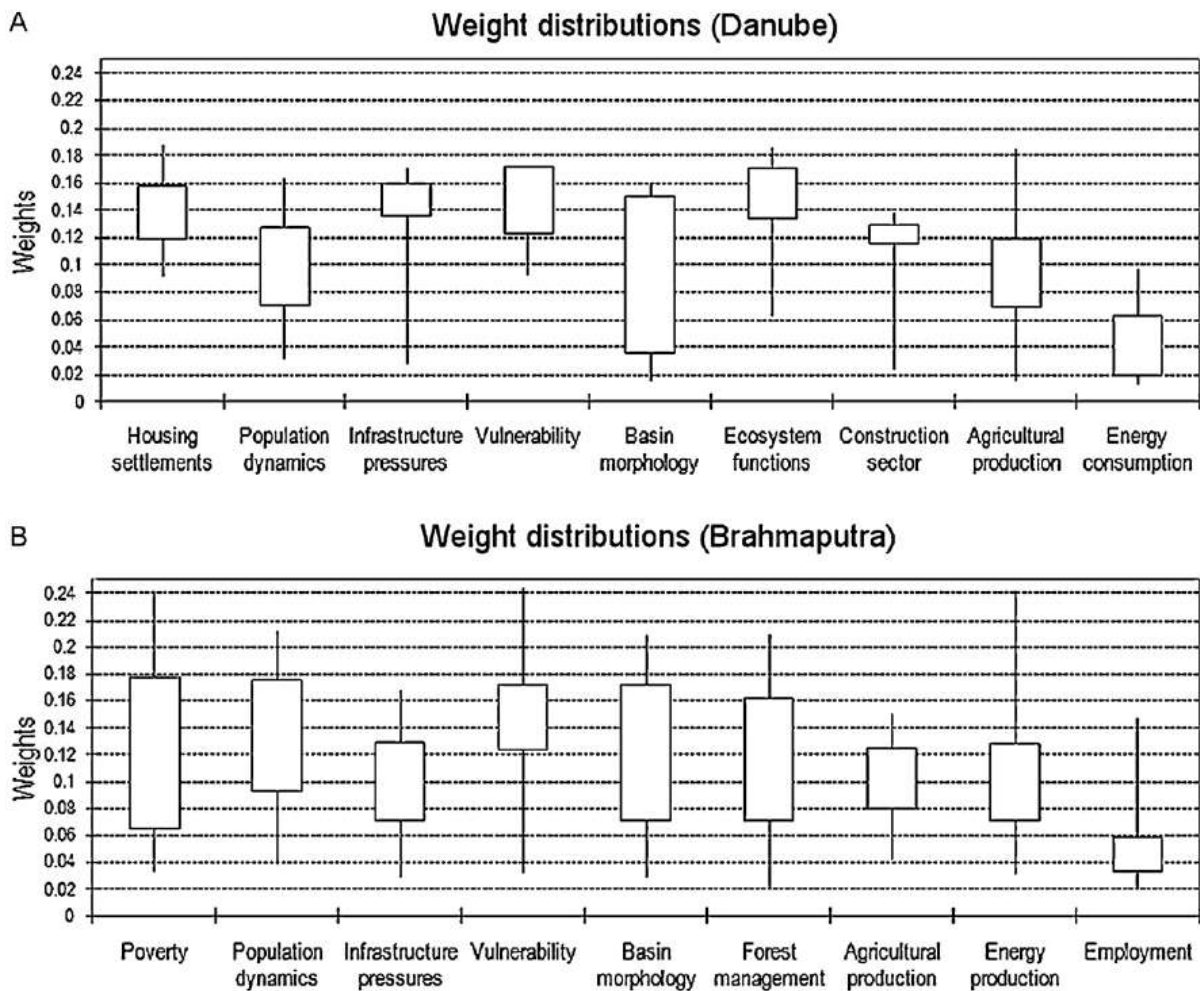 A
Weight distributions (Danube)
Weights
0.24
0.22
0.2
0.18
0.16
0.14
0.12
0.1
0.08
0.06
0.04
0.02
0
Housing settlements
Population dynamics
Infrastructure pressures
Vulnerability
Basin morphology
Ecosystem functions
Construction sector
Agricultural production
Energy consumption
B
Weight distributions (Brahmaputra)
Weights
0.24
0.22
0.2
0.18
0.16
0.14
0.12
0.1
0.08
0.06
0.04
0.02
0
Poverty
Population dynamics
Infrastructure pressures
Vulnerability
Basin morphology
Forest management
Agricultural production
Energy production
Employment